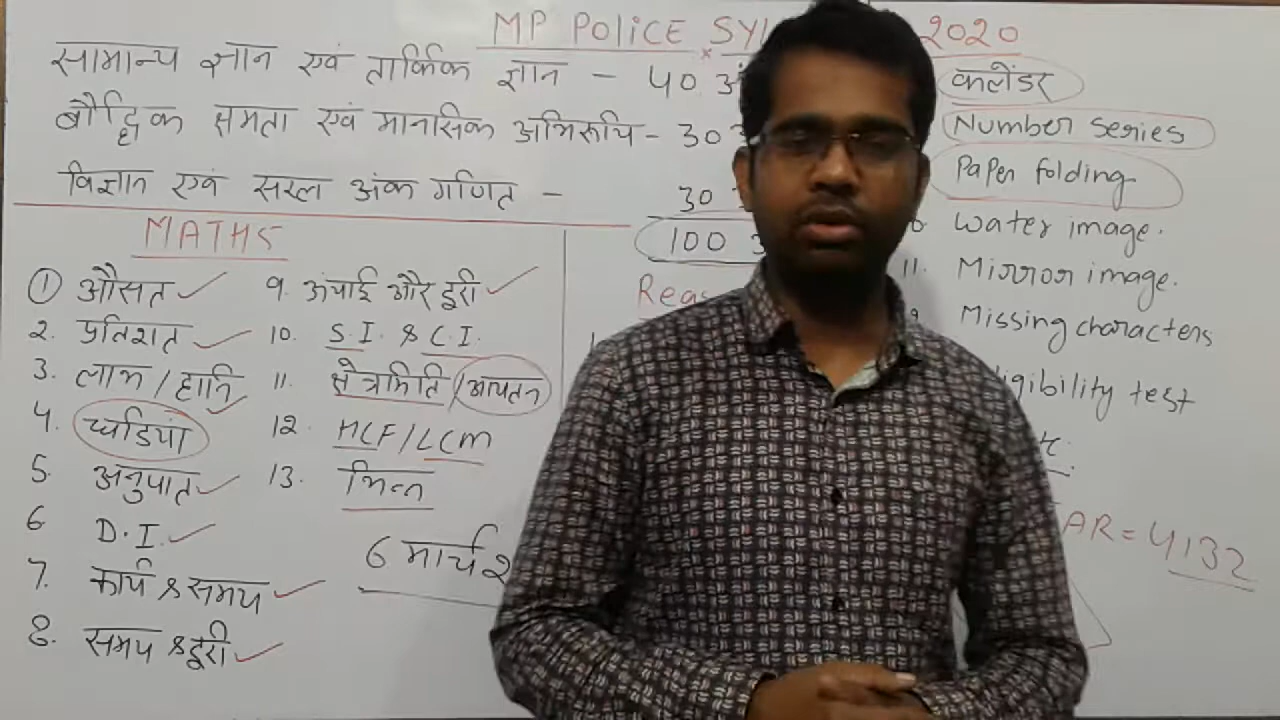 MP POLICE SYL 2020
सामान्य ज्ञान एवं तार्किक ज्ञान - 40 अं
बौद्धिक क्षमता एवं मानसिक अभिरूचि - 30
विज्ञान एवं सरल अंक गणित - 30
100
MATHS
1 औसत
2. प्रतिशत
3. लाभ / हानि
4.
5. अनुपात
6 D.I.
7. कार्य & समय
8. समय & दूरी
9. ऊंचाई और दूरी
10. S.I. & C.I.
11. क्षेत्रमिति / आयतन
12. HCF/LCM
13. भिन्न
6 मार्च 2
Reas
कलेंडर
Number series
Paper folding
Water image.
11. Mirror image.
Missing characters
igibility test
AR = 4132